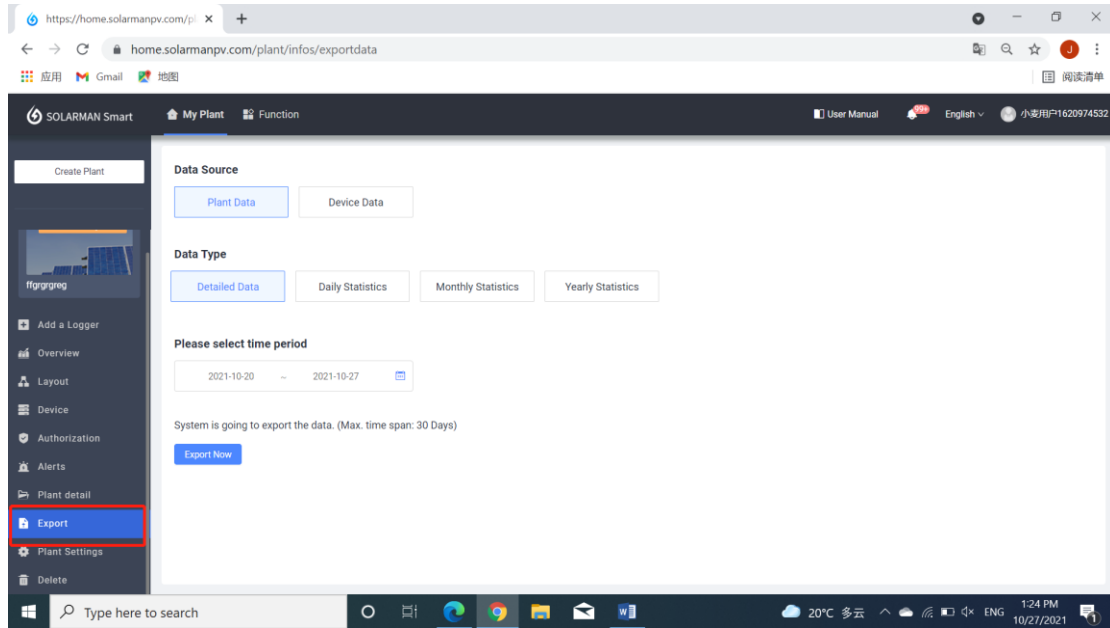 https://home.solarmanpv.com/pl
home.solarmanpv.com/plant/infos/exportdata
J
应用 Gmail 地图 阅读清单
SOLARMAN Smart My Plant Function User Manual 99+ English 小麦用户1620974532
Create Plant
ffgrgrgreg
Add a Logger
Overview
Layout
Device
Authorization
Alerts
Plant detail
Export
Plant Settings
Delete
Data Source
Plant Data Device Data
Data Type
Detailed Data Daily Statistics Monthly Statistics Yearly Statistics
Please select time period
2021-10-20 ~ 2021-10-27
System is going to export the data. (Max. time span: 30 Days)
Export Now
Type here to search W 20°C 多云 ENG 1:24 PM
10/27/2021 1